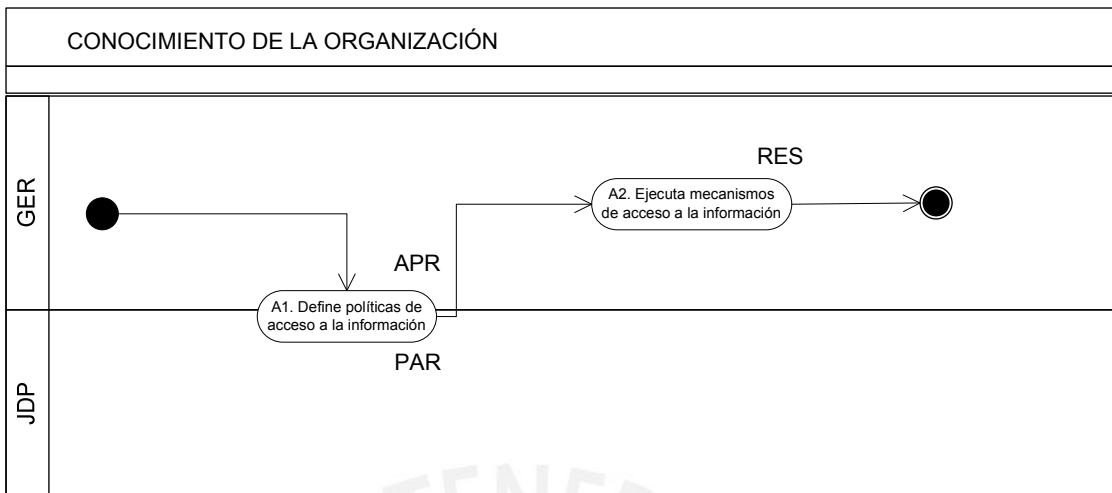 CONOCIMIENTO DE LA ORGANIZACIÓN
GER
RES
A2. Ejecuta mecanismos
de acceso a la información
APR
A1. Define políticas de
acceso a la información
PAR
JDP
TENEB